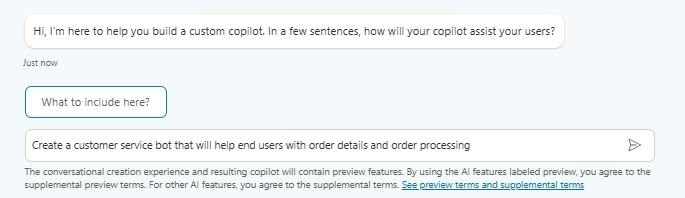 Hi, I'm here to help you build a custom copilot. In a few sentences, how will your copilot assist your users?
Just now
What to include here?
Create a customer service bot that will help end users with order details and order processing
The conversational creation experience and resulting copilot will contain preview features. By using the AI features labeled preview, you agree to the
supplemental preview terms. For other AI features, you agree to the supplemental terms. See preview terms and supplemental terms